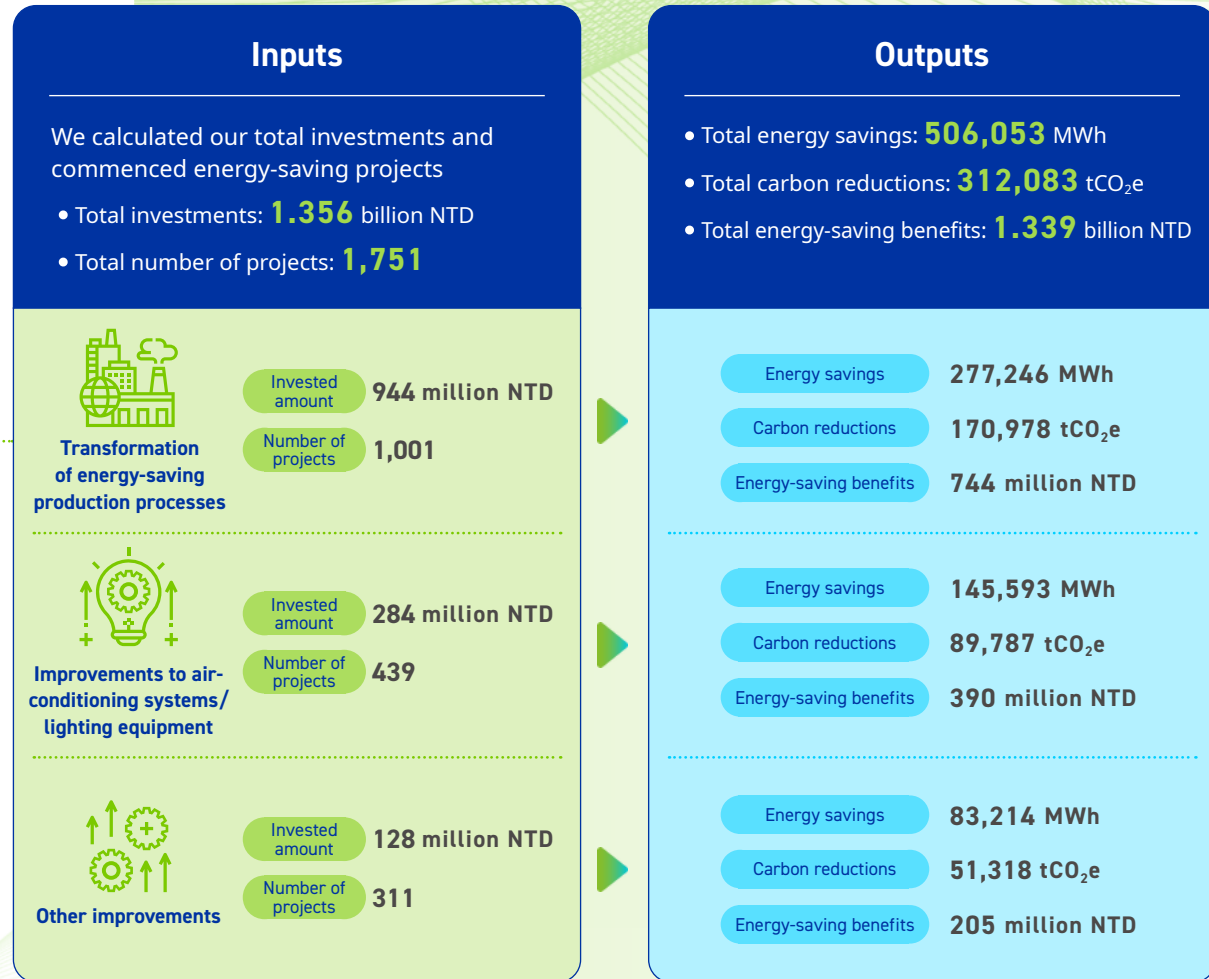 Inputs
We calculated our total investments and
commenced energy-saving projects
• Total investments: 1.356 billion NTD
• Total number of projects: 1,751
Outputs
• Total energy savings: 506,053 MWh
• Total carbon reductions: 312,083 tCO₂e
• Total energy-saving benefits: 1.339 billion NTD
Transformation
of energy-saving
production processes
Invested
amount
944 million NTD
Number of
projects
1,001
Energy savings 277,246 MWh
Carbon reductions 170,978 tCO₂e
Energy-saving benefits 744 million NTD
Improvements to air-
conditioning systems/
lighting equipment
Invested
amount
284 million NTD
Number of
projects
439
Energy savings 145,593 MWh
Carbon reductions 89,787 tCO₂e
Energy-saving benefits 390 million NTD
Other improvements
Invested
amount
128 million NTD
Number of
projects
311
Energy savings 83,214 MWh
Carbon reductions 51,318 tCO₂e
Energy-saving benefits 205 million NTD